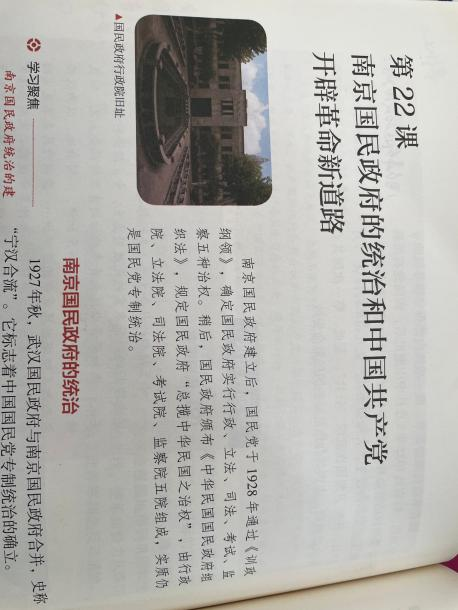 第 22 课
南京国民政府的统治和中国共产党
开辟革命新道路
▲国民政府行政院旧址
南京国民政府建立后，国民党于 1928 年通过《训政
纲领》，确定国民政府实行行政、立法、司法、考试、监
察五种治权。稍后，国民政府颁布《中华民国国民政府组
织法》，规定国民政府“总揽中华民国之治权”，由行政
院、立法院、司法院、考试院、监察院五院组成，实质仍
是国民党专制统治。
学习聚焦
南京国民政府统治的建
南京国民政府的统治
1927 年秋，武汉国民政府与南京国民政府合并，史称
“宁汉合流”。它标志着中国国民党专制统治的确立。